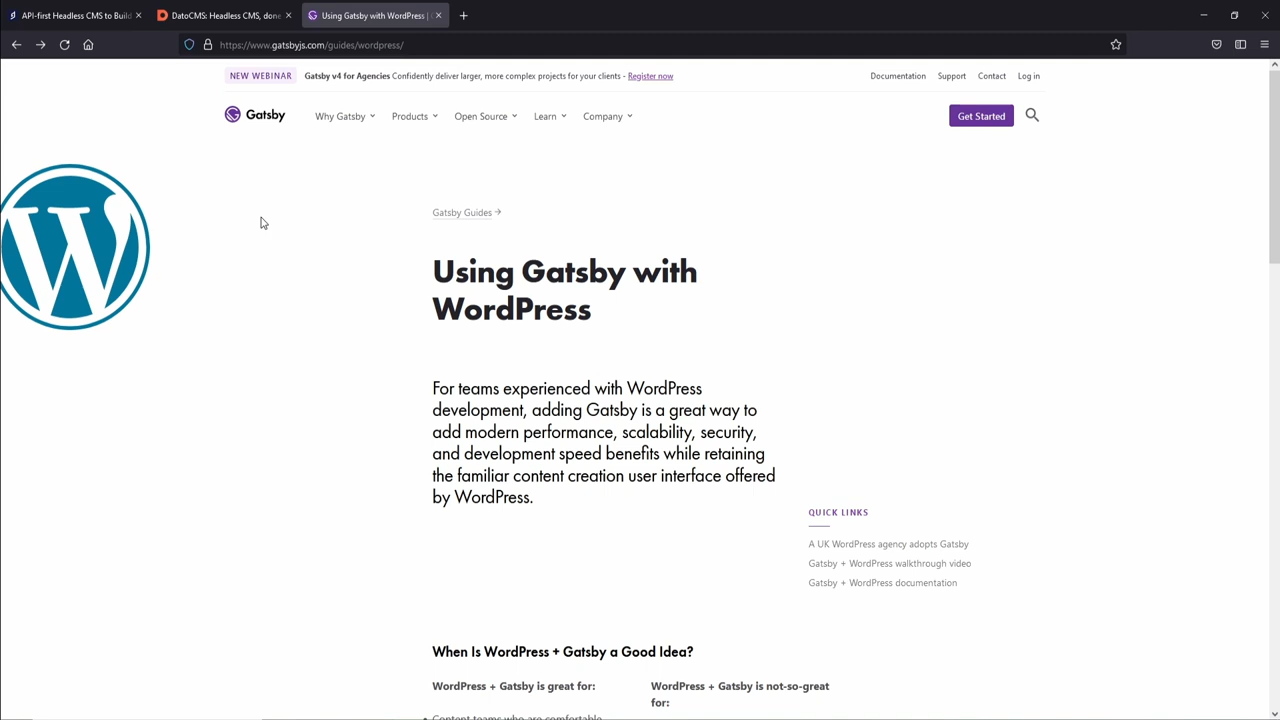 API-first Headless CMS to Build
DatoCMS: Headless CMS, done
Using Gatsby with WordPress |
https://www.gatsbyjs.com/guides/wordpress/
NEW WEBINAR Gatsby v4 for Agencies Confidently deliver larger, more complex projects for your clients - Register now
Documentation Support Contact Log in
Gatsby Why Gatsby Products Open Source Learn Company Get Started
W
Gatsby Guides →
Using Gatsby with
WordPress
For teams experienced with WordPress
development, adding Gatsby is a great way to
add modern performance, scalability, security,
and development speed benefits while retaining
the familiar content creation user interface offered
by WordPress.
QUICK LINKS
A UK WordPress agency adopts Gatsby
Gatsby + WordPress walkthrough video
Gatsby + WordPress documentation
When Is WordPress + Gatsby a Good Idea?
WordPress + Gatsby is great for:
WordPress + Gatsby is not-so-great
for:
Content teams who are comfortable